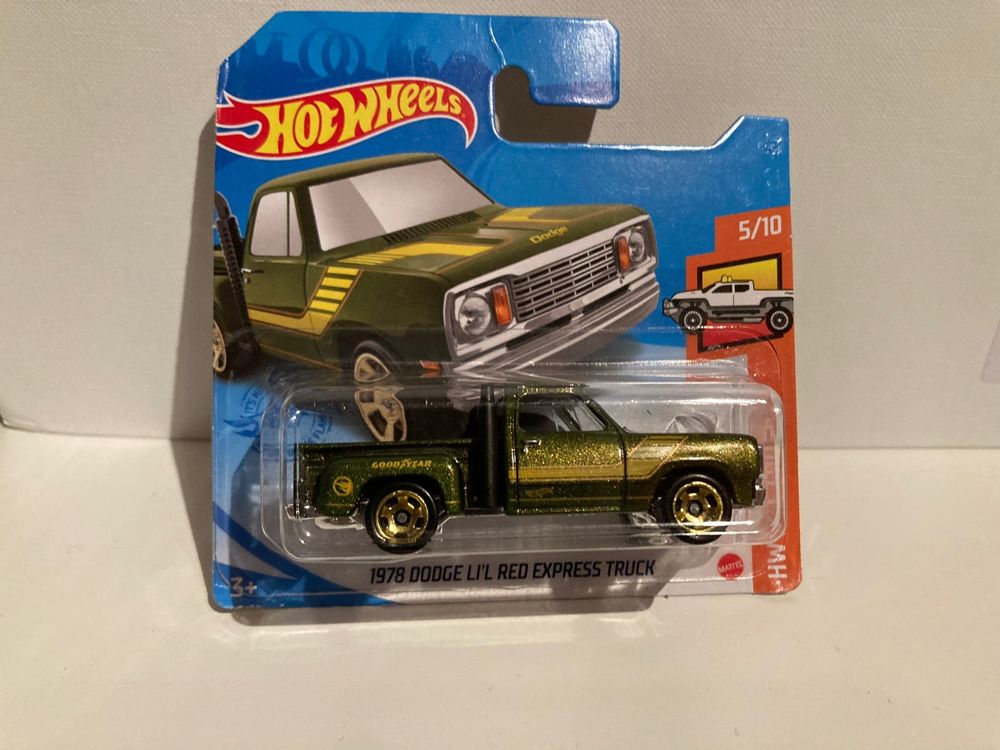 HOT WHEELS
5/10
Dodge
GOODYEAR
1978 DODGE LI'L RED EXPRESS TRUCK
MATTEL
HW
3+